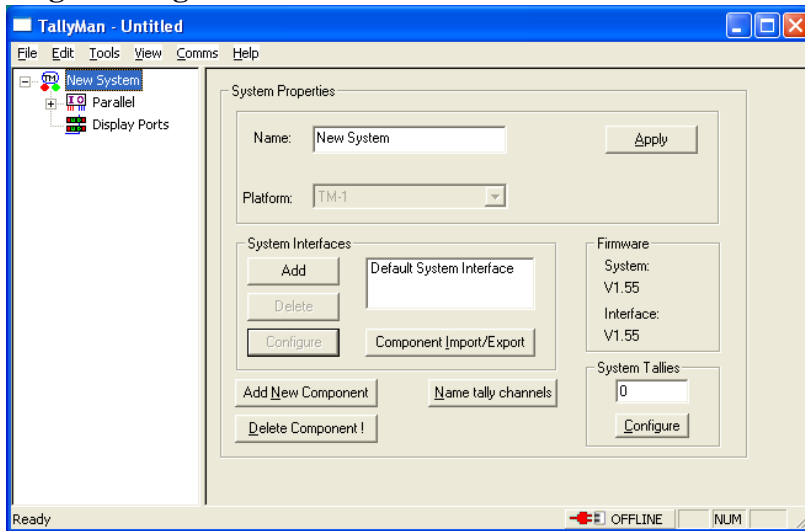 TallyMan - Untitled
File Edit Tools View Comms Help
New System
Parallel
Display Ports
System Properties
Name: New System Apply
Platform: TM-1
System Interfaces
Add
Default System Interface
Delete
Configure
Component Import/Export
Firmware
System:
V1.55
Interface:
V1.55
Add New Component
Name tally channels
Delete Component !
System Tallies
0
Configure
Ready OFFLINE NUM